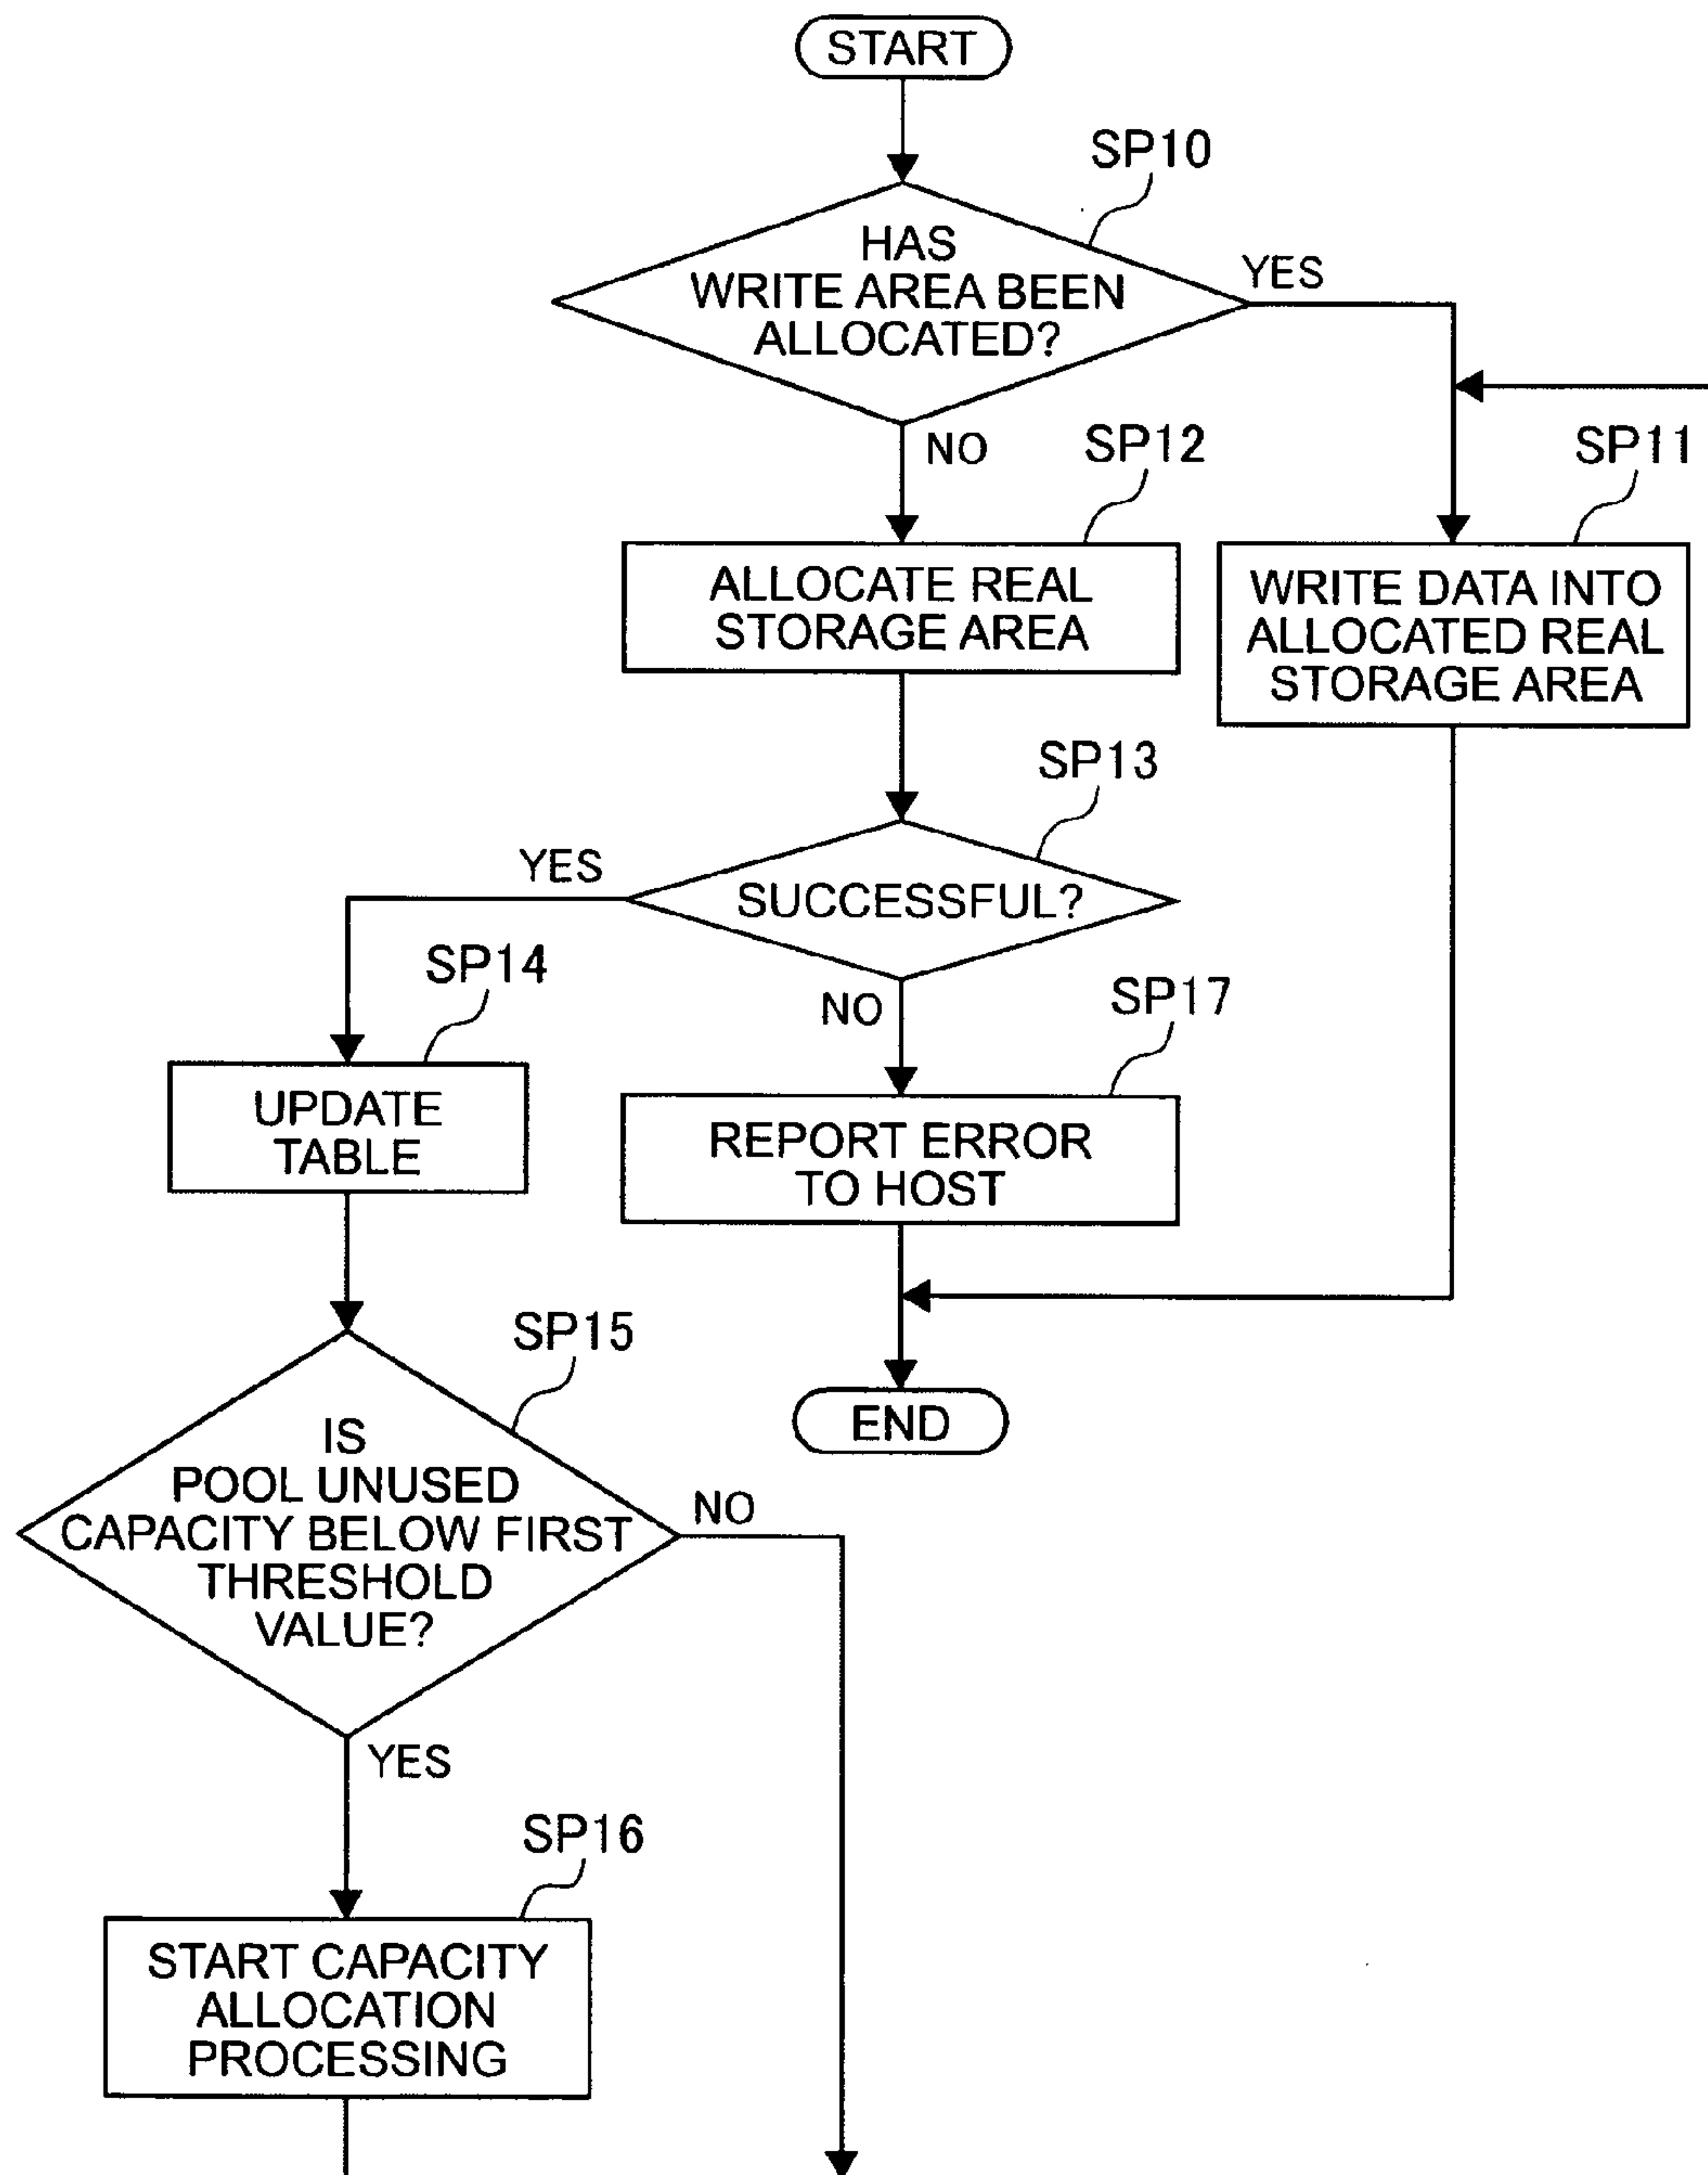 START
SP10
HAS
WRITE AREA BEEN
ALLOCATED?
YES
NO
SP12
SP11
ALLOCATE REAL
STORAGE AREA
WRITE DATA INTO
ALLOCATED REAL
STORAGE AREA
SP13
YES
SUCCESSFUL?
SP14
NO
SP17
UPDATE
TABLE
REPORT ERROR
TO HOST
SP15
END
IS
POOL UNUSED
CAPACITY BELOW FIRST
THRESHOLD
VALUE?
NO
YES
SP16
START CAPACITY
ALLOCATION
PROCESSING